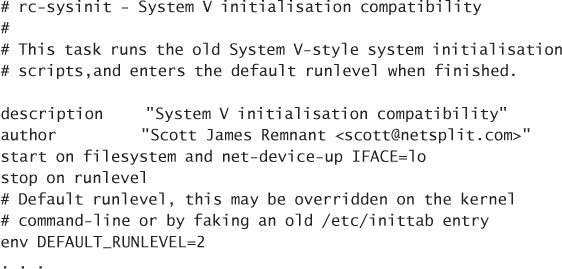 # rc-sysinit - System V initialisation compatibility
#
# This task runs the old System V-style system initialisation
# scripts,and enters the default runlevel when finished.
description "System V initialisation compatibility"
author "Scott James Remnant <scott@netsplit.com>"
start on filesystem and net-device-up IFACE=lo
stop on runlevel
# Default runlevel, this may be overridden on the kernel
# command-line or by faking an old /etc/inittab entry
env DEFAULT_RUNLEVEL=2
. . .